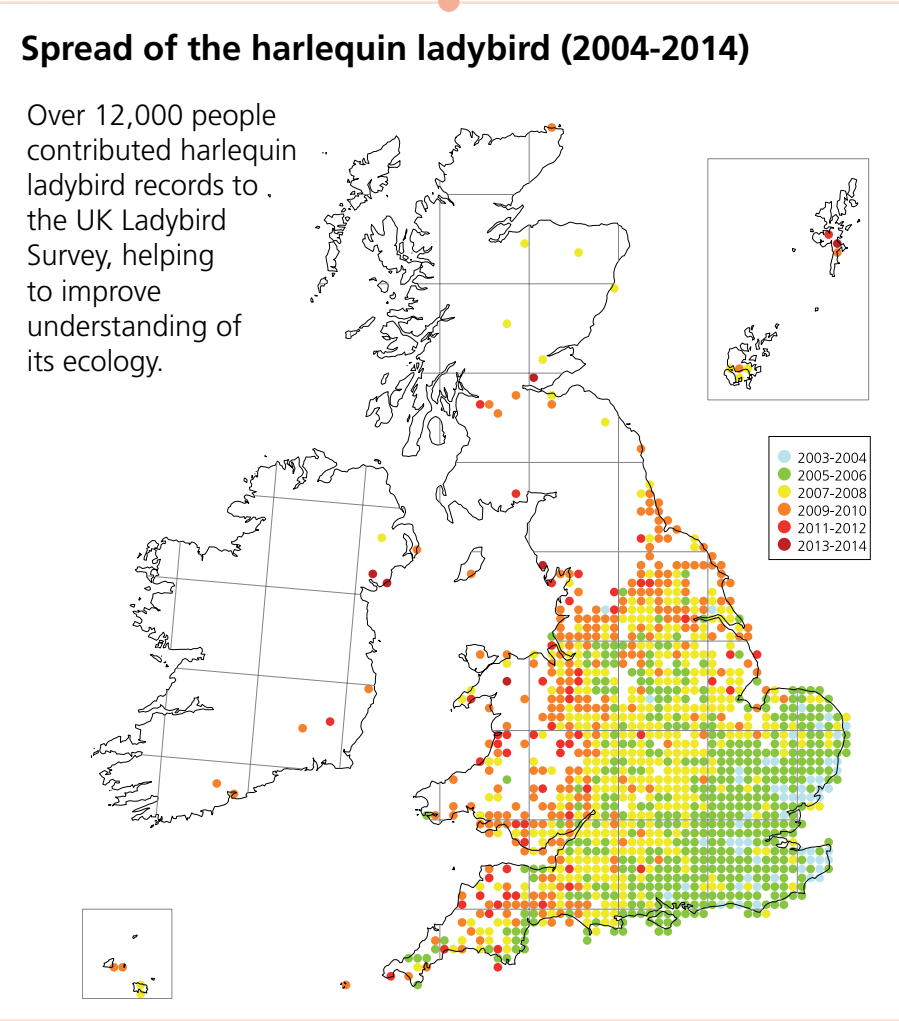 Spread of the harlequin ladybird (2004-2014)
Over 12,000 people
contributed harlequin
ladybird records to
the UK Ladybird
Survey, helping
to improve
understanding of
its ecology.
2003-2004
2005-2006
2007-2008
2009-2010
2011-2012
2013-2014